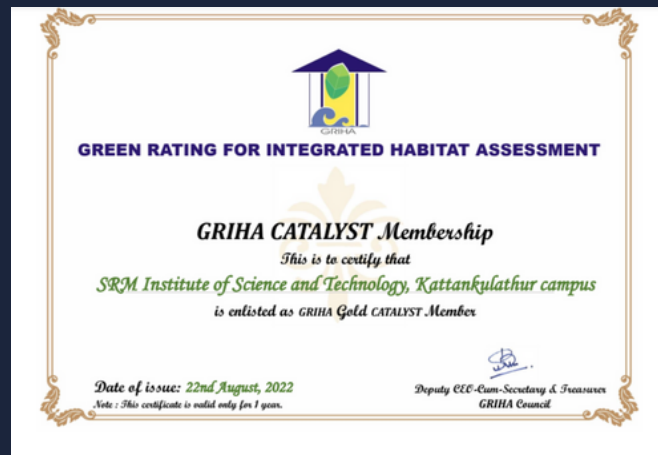 GRIHA
GREEN RATING FOR INTEGRATED HABITAT ASSESSMENT
GRIHA CATALYST Membership
This is to certify that
SRM Institute of Science and Technology, Kattankulathur campus
is enlisted as GRIHA Gold CATALYST Member
Date of issue: 22nd August, 2022
Note : This certificate is valid only for 1 year.
Deputy CEO-Cum-Secretary & Treasurer
GRIHA Council